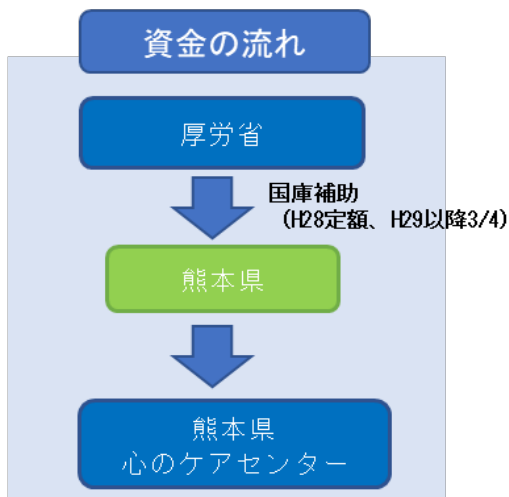 資金の流れ
厚労省
国庫補助
（H28定額、H29以降3/4）
熊本県
熊本県
心のケアセンター